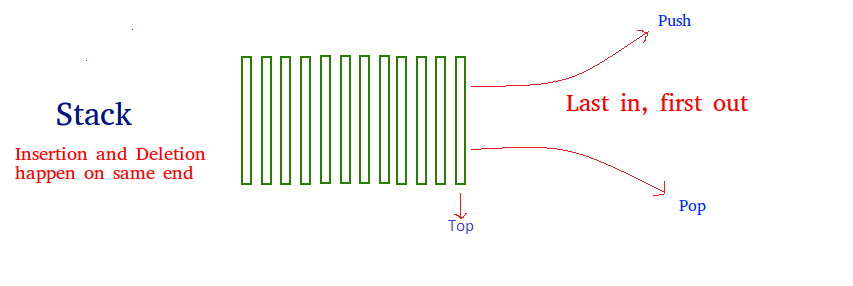 Push
Last in, first out
Stack
Insertion and Deletion
happen on same end
Pop
Top